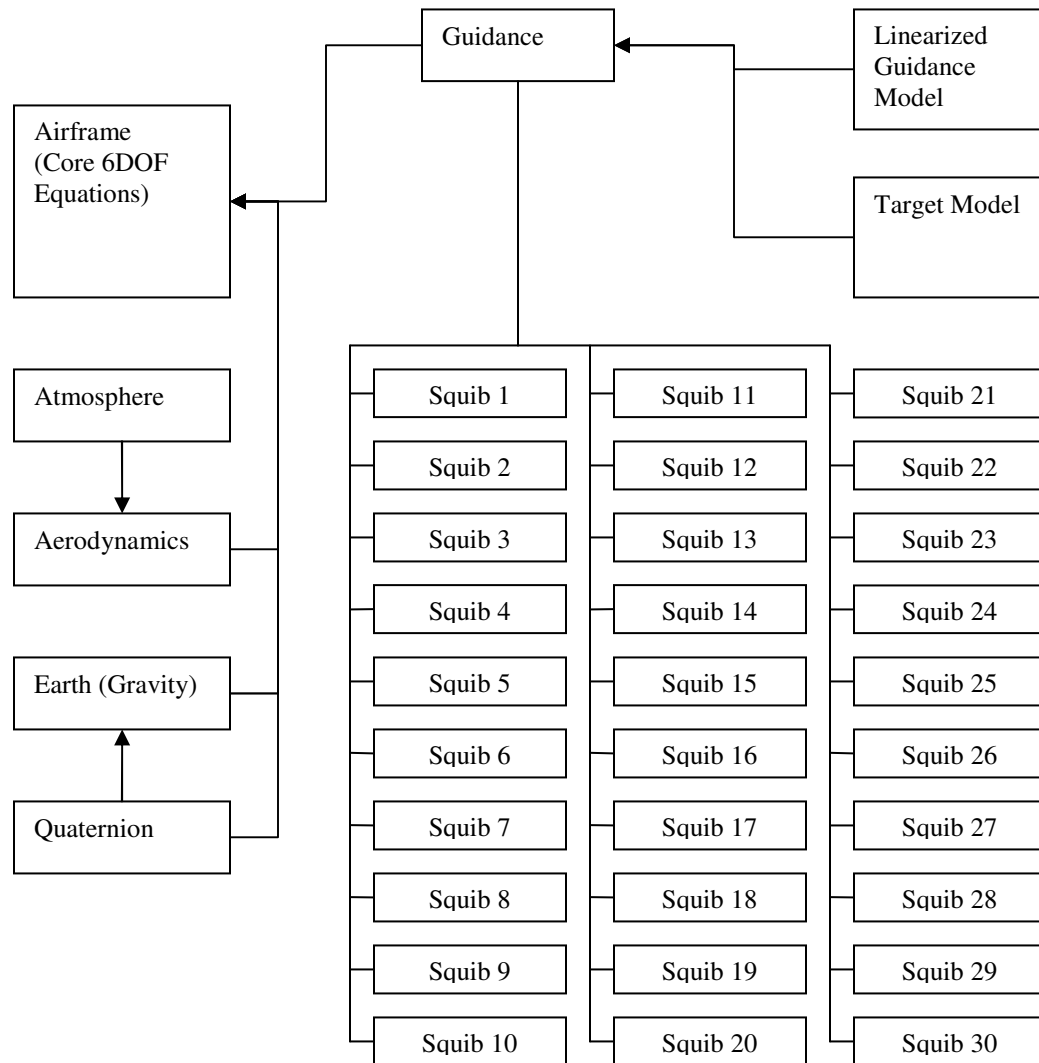 Guidance
Linearized
Guidance
Model
Airframe
(Core 6DOF
Equations)
Target Model
Atmosphere
Aerodynamics
Earth (Gravity)
Quaternion
Squib 1
Squib 2
Squib 3
Squib 4
Squib 5
Squib 6
Squib 7
Squib 8
Squib 9
Squib 10
Squib 11
Squib 12
Squib 13
Squib 14
Squib 15
Squib 16
Squib 17
Squib 18
Squib 19
Squib 20
Squib 21
Squib 22
Squib 23
Squib 24
Squib 25
Squib 26
Squib 27
Squib 28
Squib 29
Squib 30